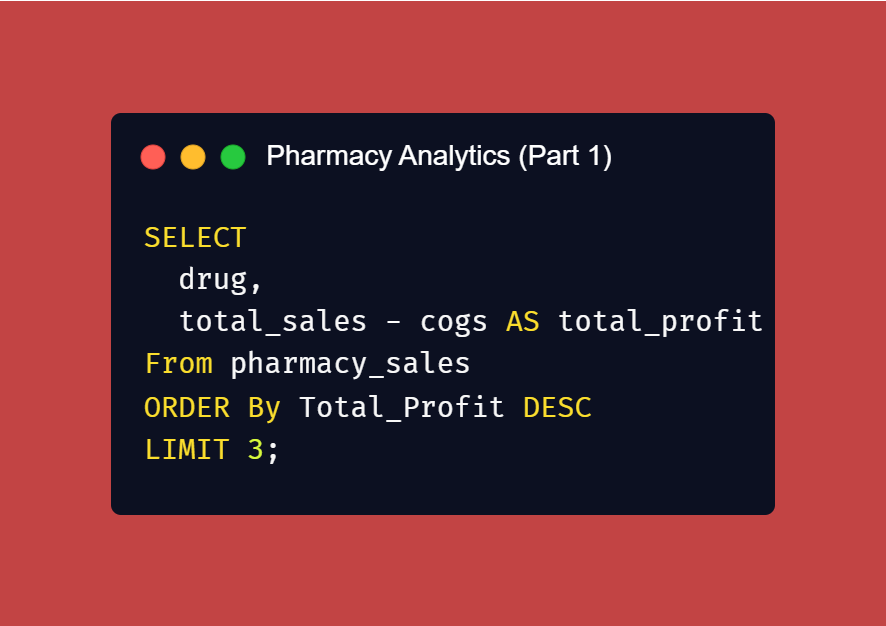 Pharmacy Analytics (Part 1)
SELECT
  drug,
  total_sales - cogs AS total_profit
From pharmacy_sales
ORDER By Total_Profit DESC
LIMIT 3;